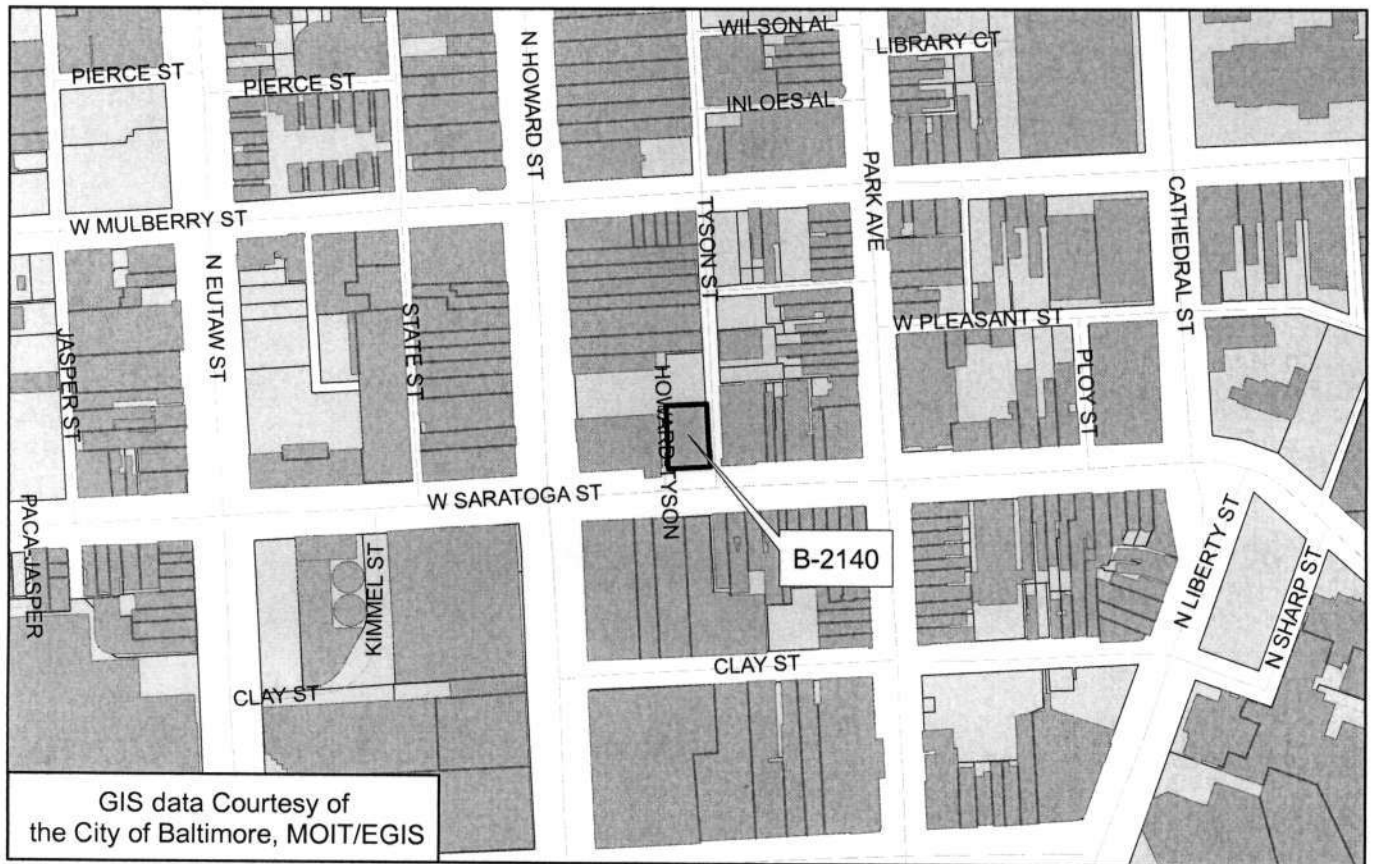 WILSON AL
LIBRARY CT
PIERCE ST
PIERCE ST
INLOES AL
N HOWARD ST
PARK AVE
W MULBERRY ST
TYSON ST
CATHEDRAL ST
N EUTAW ST
STATE ST
W PLEASANT ST
JASPER ST
PLOY ST
HOWARD-TYSON
W SARATOGA ST
PACA-JASPER
B-2140
KIMMEL ST
N LIBERTY ST
N SHARP ST
CLAY ST
CLAY ST
GIS data Courtesy of
the City of Baltimore, MOIT/EGIS